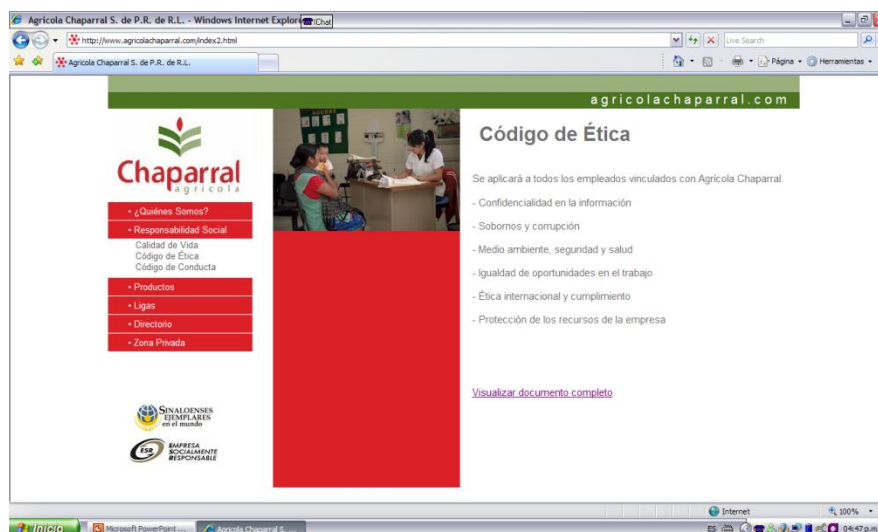 Agricola Chaparral S. de P.R. de R.L. - Windows Internet Explorer
iChat
http://www.agricolachaparral.com/index2.html
Live Search
Agricola Chaparral S. de P.R. de R.L.
Página
Herramientas
agricolachaparral.com
Chaparral
agrícola
• ¿Quiénes Somos?
• Responsabilidad Social
Calidad de Vida
Código de Ética
Código de Conducta
• Productos
• Ligas
• Directorio
• Zona Privada
SINALOENSES
EJEMPLARES
en el mundo
ESR
EMPRESA
SOCIALMENTE
RESPONSABLE
Código de Ética
Se aplicará a todos los empleados vinculados con Agrícola Chaparral.
- Confidencialidad en la información
- Sobornos y corrupción
- Medio ambiente, seguridad y salud
- Igualdad de oportunidades en el trabajo
- Ética internacional y cumplimiento
- Protección de los recursos de la empresa
Visualizar documento completo
Internet
100%
Inicio
Microsoft PowerPoint ...
Agricola Chaparral S. ...
ES
04:47 p.m.